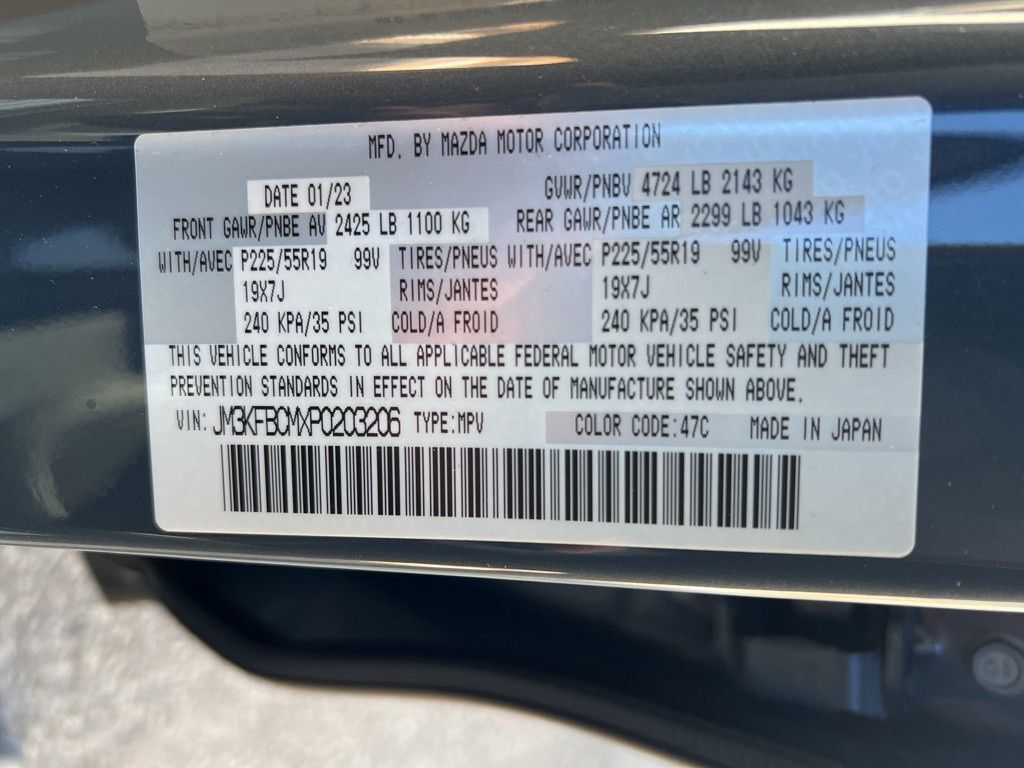 MFD. BY MAZDA MOTOR CORPORATION
DATE 01/23 GVWR/PNBV 4724 LB 2143 KG
FRONT GAWR/PNBE AV 2425 LB 1100 KG REAR GAWR/PNBE AR 2299 LB 1043 KG
WITH/AVEC P225/55R19 99V TIRES/PNEUS WITH/AVEC P225/55R19 99V TIRES/PNEUS
19X7J RIMS/JANTES 19X7J RIMS/JANTES
240 KPA/35 PSI COLD/A FROID 240 KPA/35 PSI COLD/A FROID
THIS VEHICLE CONFORMS TO ALL APPLICABLE FEDERAL MOTOR VEHICLE SAFETY AND THEFT
PREVENTION STANDARDS IN EFFECT ON THE DATE OF MANUFACTURE SHOWN ABOVE.
VIN: JM3KFBCMXP0203206 TYPE:MPV COLOR CODE:47C MADE IN JAPAN